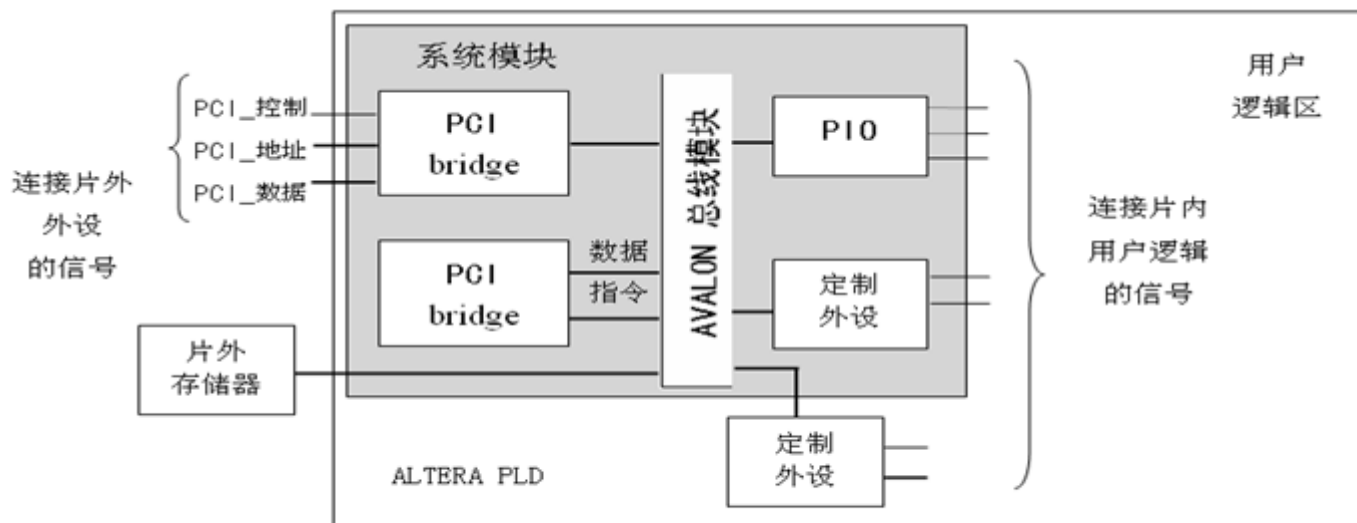 系统模块
用户
逻辑区
PCI_控制
PCI_地址
PCI_数据
连接片外
外设
的信号
PCI
bridge
AVALON 总线模块
PIO
连接片内
用户逻辑
的信号
PCI
bridge
数据
指令
定制
外设
片外
存储器
定制
外设
ALTERA PLD